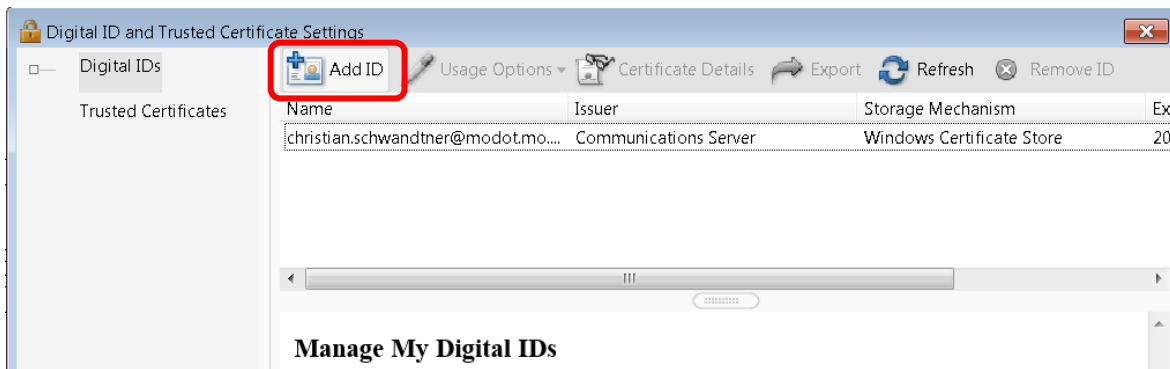 Digital ID and Trusted Certificate Settings
Digital IDs
Trusted Certificates
Add ID Usage Options Certificate Details Export Refresh Remove ID
Name Issuer Storage Mechanism Ex
christian.schwandtner@modot.mo.... Communications Server Windows Certificate Store 20
Manage My Digital IDs